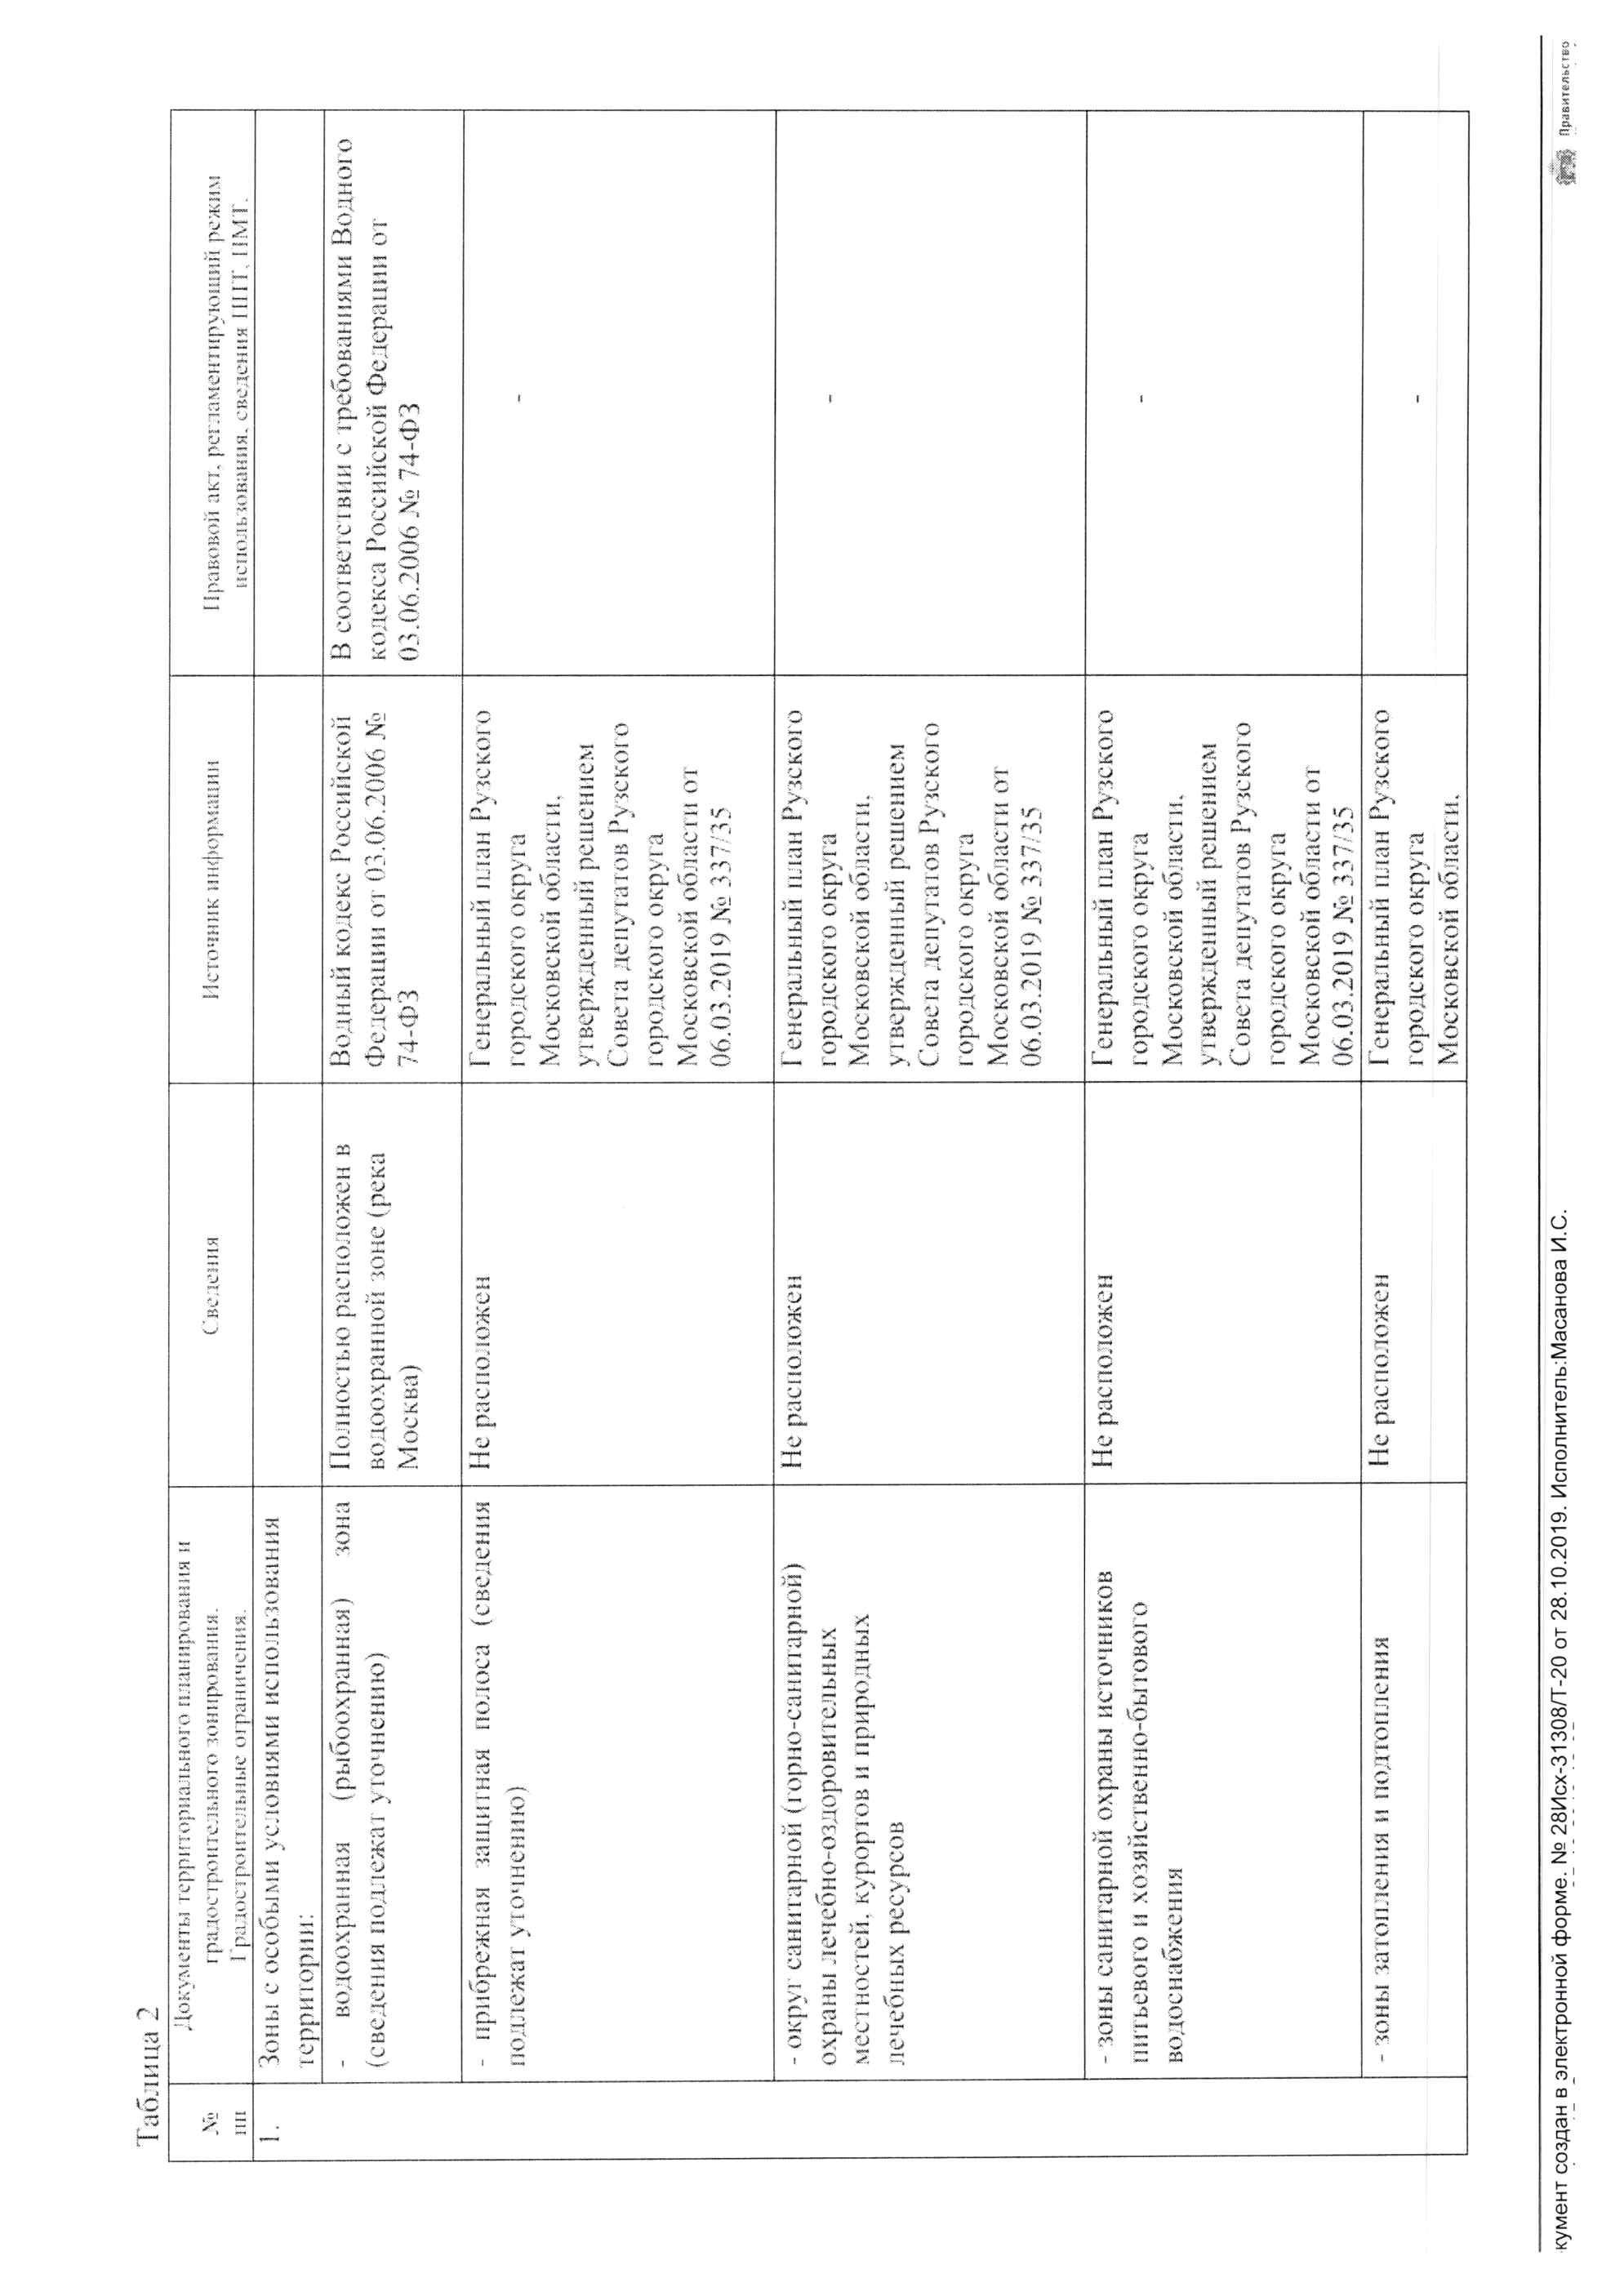 Таблица 2
№
пп
Документы территориального планирования и
градостроительного зонирования.
Градостроительные ограничения.
Сведения
Источник информации
Правовой акт, регламентирующий режим
использования, сведения ППТ, ПМТ.
1.
Зоны с особыми условиями использования
территории:
- водоохранная (рыбоохранная) зона
(сведения подлежат уточнению)
Полностью расположен в
водоохранной зоне (река
Москва)
Водный кодекс Российской
Федерации от 03.06.2006 №
74-ФЗ
В соответствии с требованиями Водного
кодекса Российской Федерации от
03.06.2006 № 74-ФЗ
- прибрежная защитная полоса (сведения
подлежат уточнению)
Не расположен
Генеральный план Рузского
городского округа
Московской области,
утвержденный решением
Совета депутатов Рузского
городского округа
Московской области от
06.03.2019 № 337/35
-
- округ санитарной (горно-санитарной)
охраны лечебно-оздоровительных
местностей, курортов и природных
лечебных ресурсов
Не расположен
Генеральный план Рузского
городского округа
Московской области,
утвержденный решением
Совета депутатов Рузского
городского округа
Московской области от
06.03.2019 № 337/35
-
- зоны санитарной охраны источников
питьевого и хозяйственно-бытового
водоснабжения
Не расположен
Генеральный план Рузского
городского округа
Московской области,
утвержденный решением
Совета депутатов Рузского
городского округа
Московской области от
06.03.2019 № 337/35
-
- зоны затопления и подтопления
Не расположен
Генеральный план Рузского
городского округа
Московской области,
-
кумент создан в электронной форме. № 28Исх-31308/Т-20 от 28.10.2019. Исполнитель:Масанова И.С.
Правительство